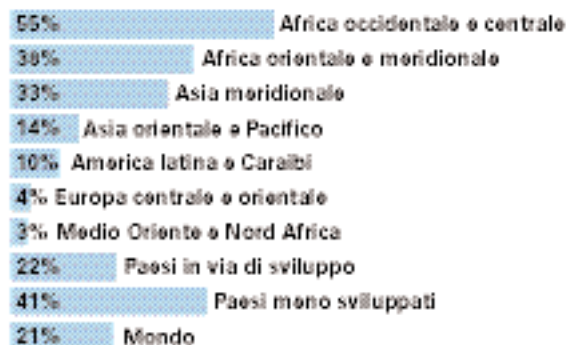 55% Africa occidentale e centrale
38% Africa orientale e meridionale
33% Asia meridionale
14% Asia orientale e Pacifico
10% America latina e Caraibi
4% Europa centrale e orientale
3% Medio Oriente e Nord Africa
22% Paesi in via di sviluppo
41% Paesi meno sviluppati
21% Mondo